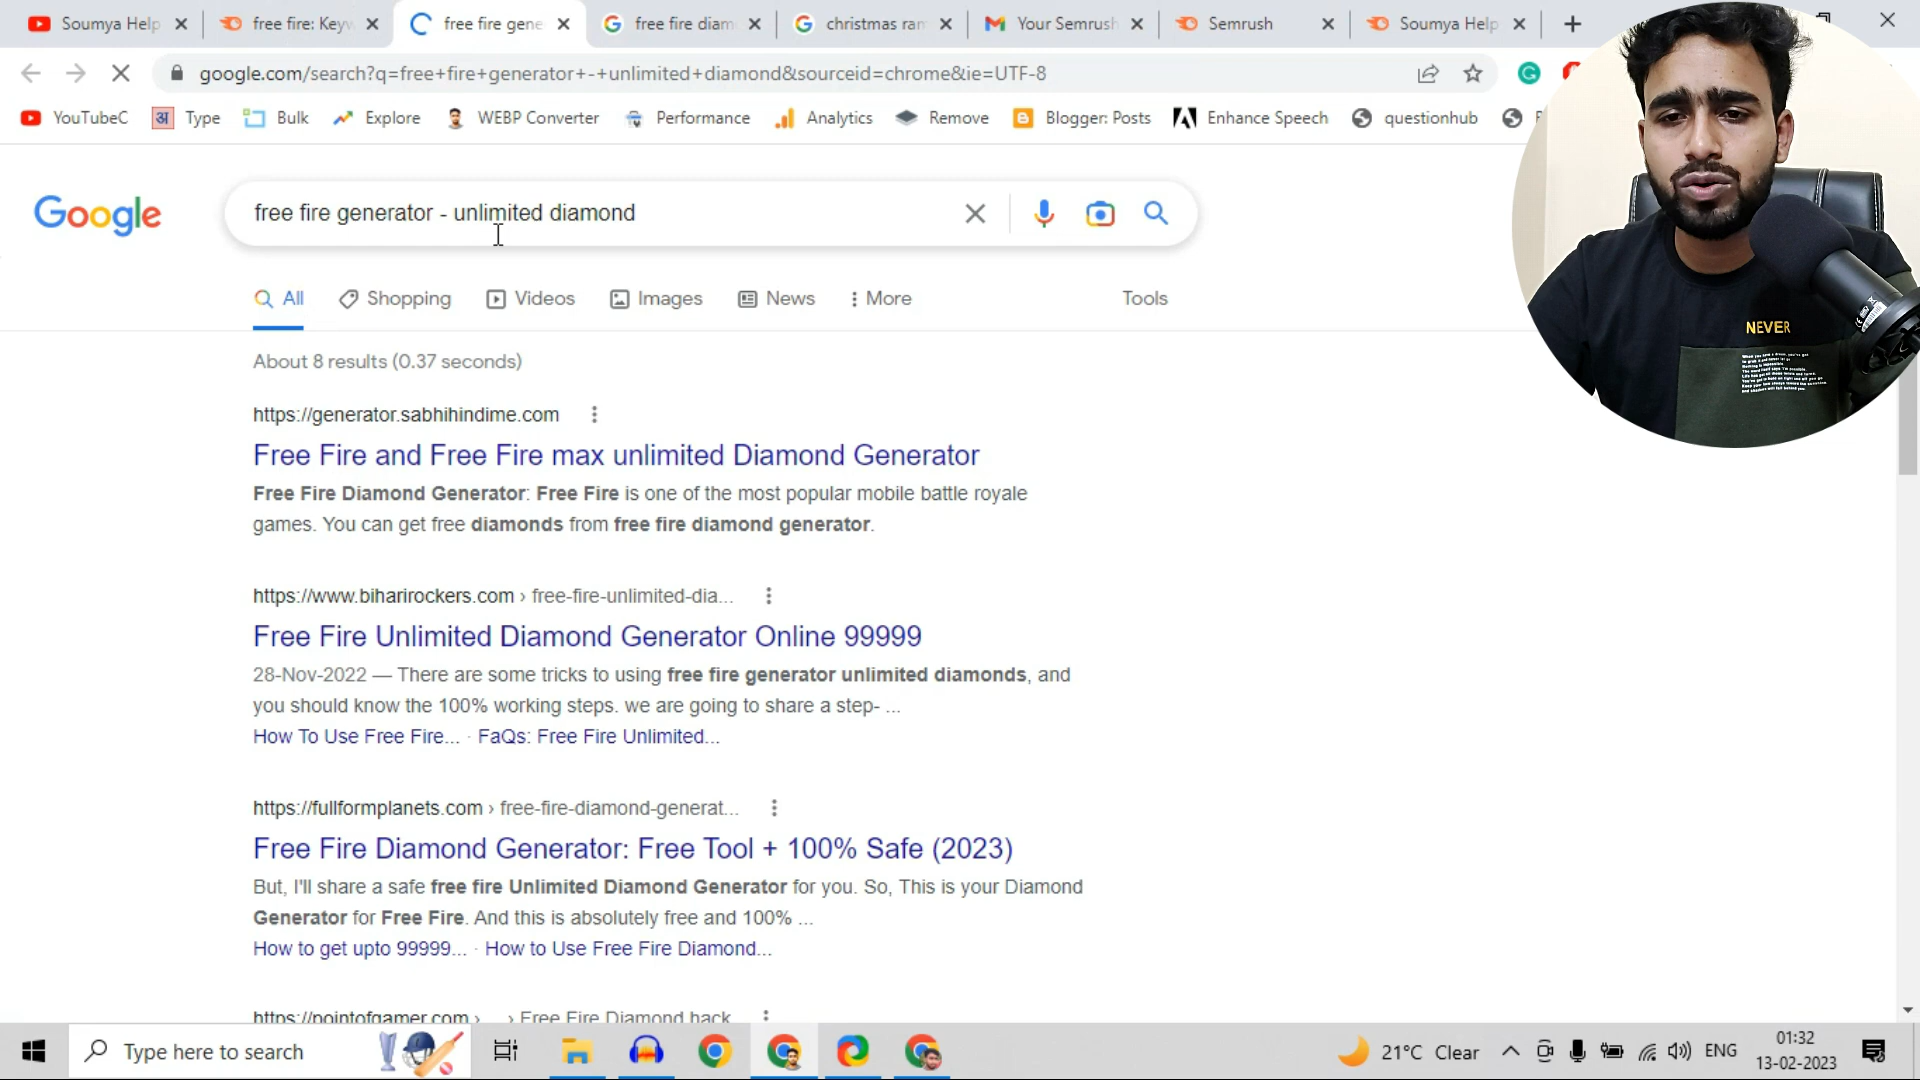 Soumya Help
free fire: Keyw
free fire gene
free fire diam
christmas ran
Your Semrush
Semrush
Soumya Help
google.com/search?q=free+fire+generator+-+unlimited+diamond&sourceid=chrome&ie=UTF-8
YouTubeC
अ Type
Bulk
Explore
WEBP Converter
Performance
Analytics
Remove
Blogger: Posts
Enhance Speech
questionhub
Google
free fire generator - unlimited diamond
All
Shopping
Videos
Images
News
More
Tools
NEVER
About 8 results (0.37 seconds)
https://generator.sabhihindime.com
Free Fire and Free Fire max unlimited Diamond Generator
Free Fire Diamond Generator: Free Fire is one of the most popular mobile battle royale
games. You can get free diamonds from free fire diamond generator.
https://www.biharirockers.com › free-fire-unlimited-dia...
Free Fire Unlimited Diamond Generator Online 99999
28-Nov-2022 — There are some tricks to using free fire generator unlimited diamonds, and
you should know the 100% working steps. we are going to share a step- ...
How To Use Free Fire... · FaQs: Free Fire Unlimited...
https://fullformplanets.com › free-fire-diamond-generat...
Free Fire Diamond Generator: Free Tool + 100% Safe (2023)
But, I'll share a safe free fire Unlimited Diamond Generator for you. So, This is your Diamond
Generator for Free Fire. And this is absolutely free and 100% ...
How to get upto 99999... · How to Use Free Fire Diamond...
https://pointofgamer.com › ... › Free Fire Diamond hack
Type here to search
21°C Clear
ENG
01:32
13-02-2023